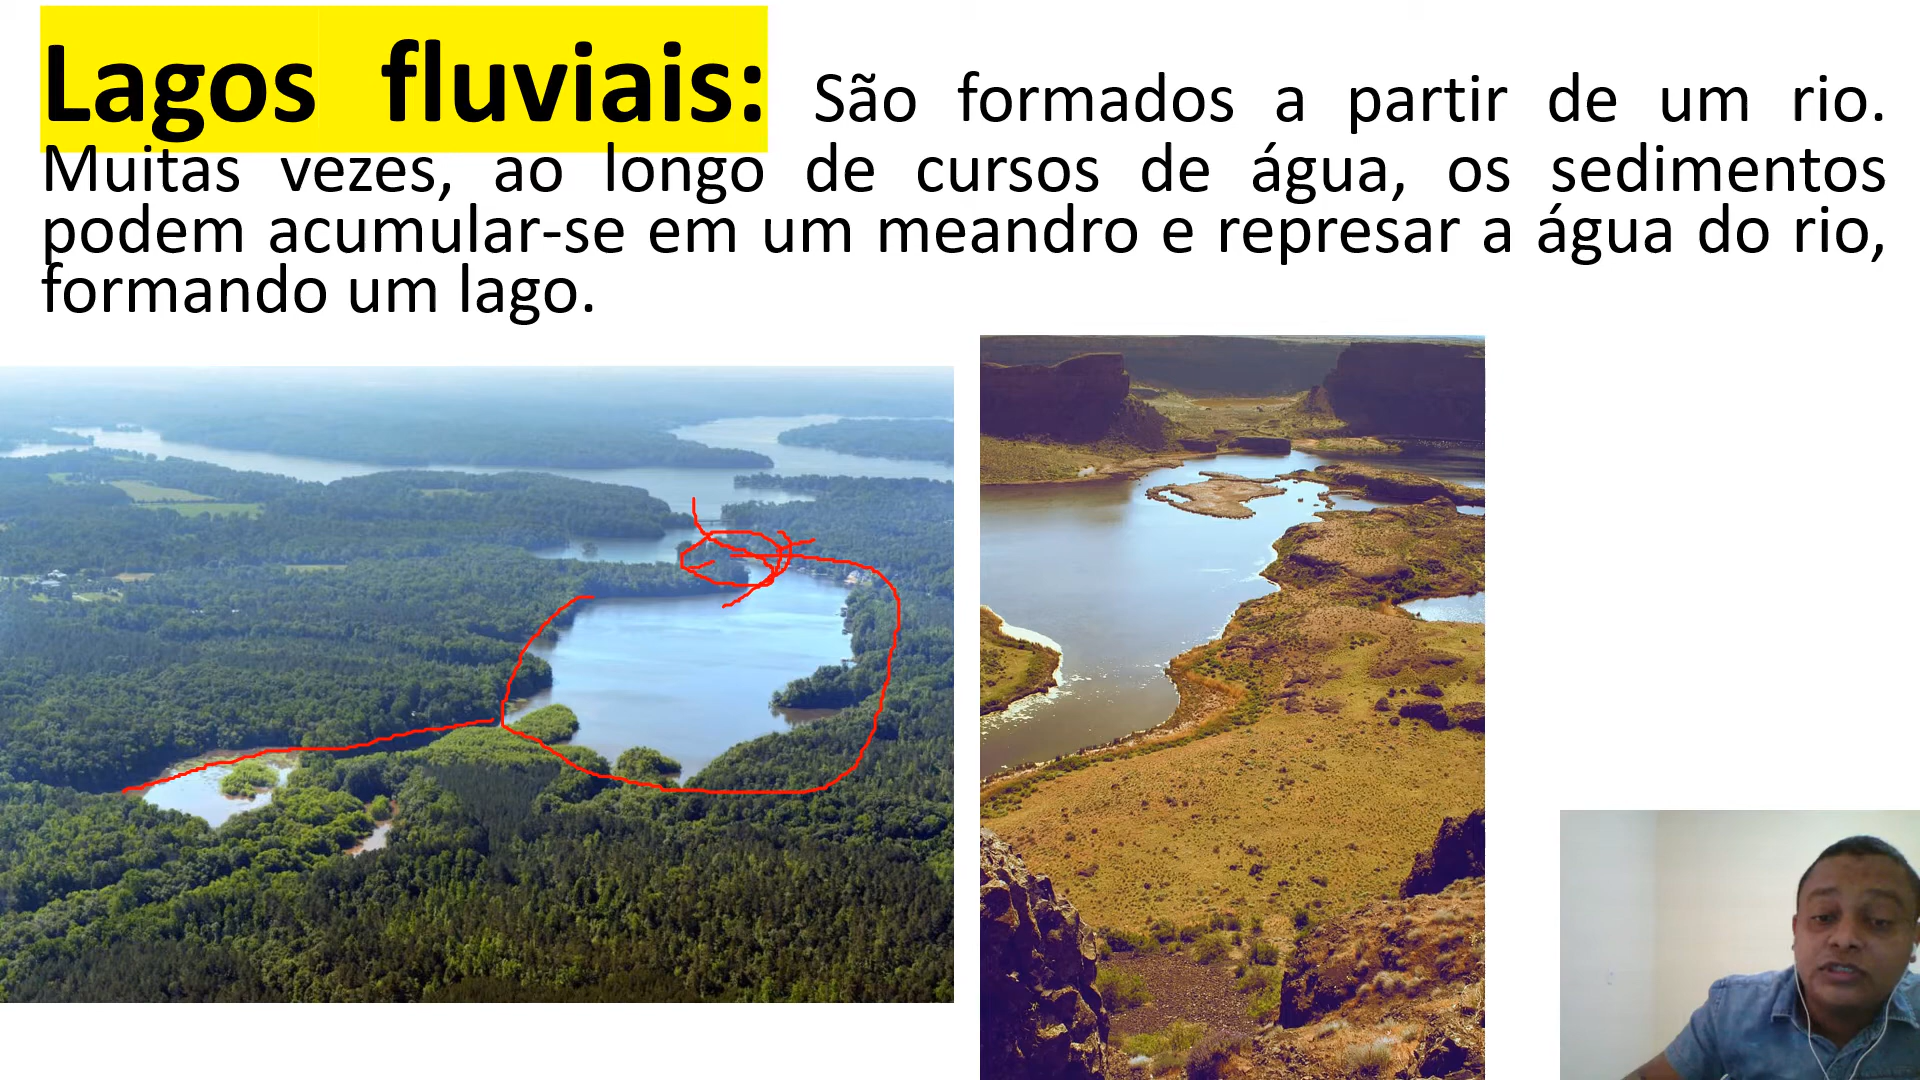 Lagos fluviais: São formados a partir de um rio.
Muitas vezes, ao longo de cursos de água, os sedimentos
podem acumular-se em um meandro e represar a água do rio,
formando um lago.